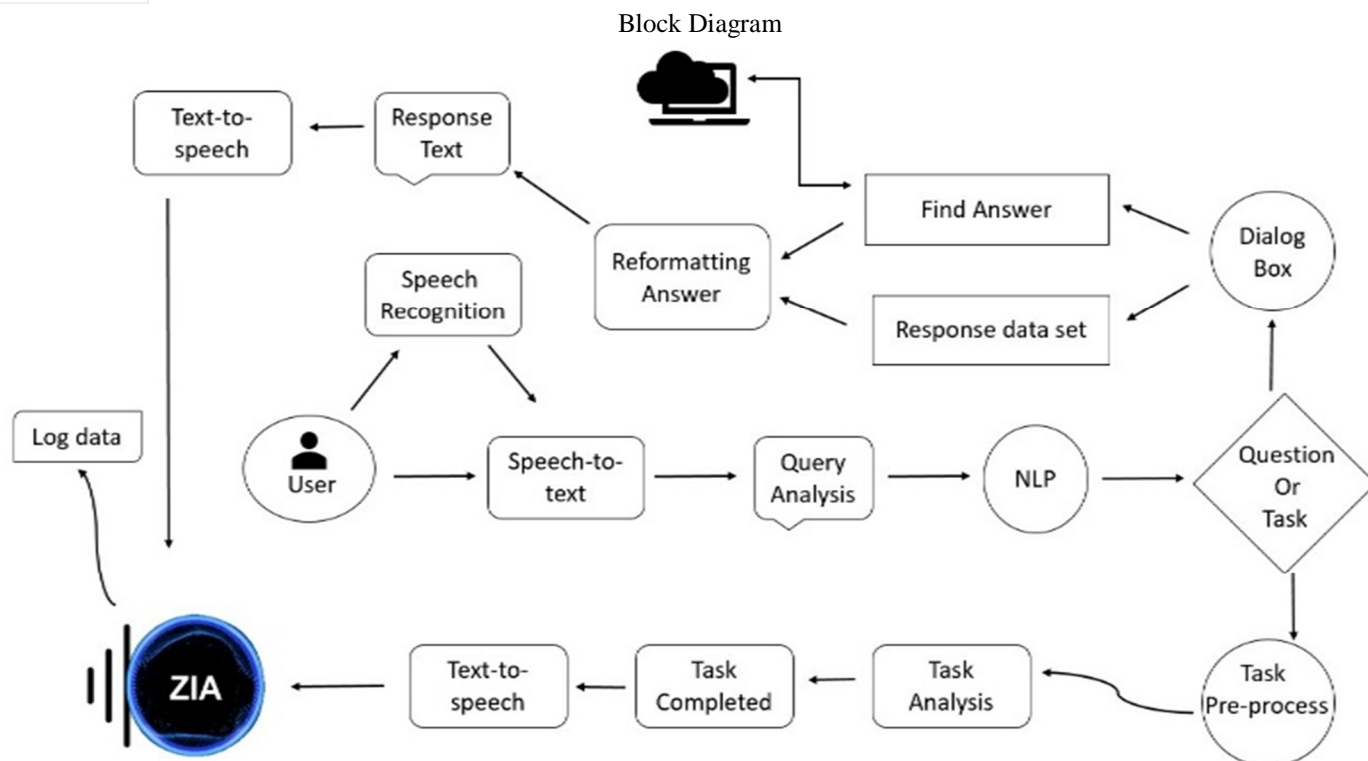 Block Diagram
Text-to-
speech
Response
Text
Find Answer
Dialog
Box
Reformatting
Answer
Speech
Recognition
Response data set
Log data
User
Speech-to-
text
Query
Analysis
NLP
Question
Or
Task
ZIA
Text-to-
speech
Task
Completed
Task
Analysis
Task
Pre-process